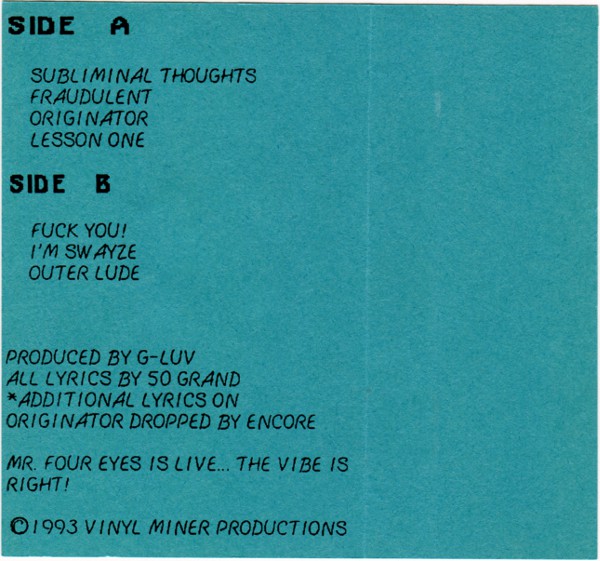 SIDE A
SUBLIMINAL THOUGHTS
FRAUDULENT
ORIGINATOR
LESSON ONE
SIDE B
FUCK YOU!
I'M SWAYZE
OUTER LUDE
PRODUCED BY G-LUV
ALL LYRICS BY 50 GRAND
*ADDITIONAL LYRICS ON
ORIGINATOR DROPPED BY ENCORE
MR. FOUR EYES IS LIVE... THE VIBE IS
RIGHT!
©1993 VINYL MINER PRODUCTIONS